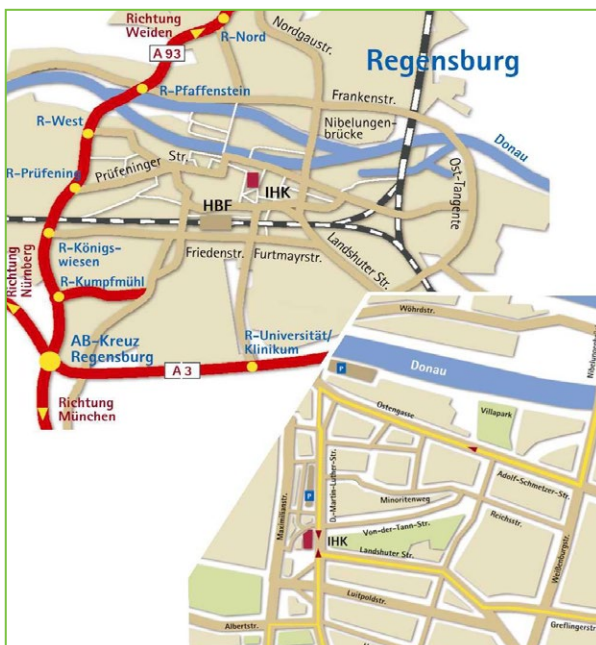 Richtung
Weiden
R-Nord
A 93
Nordgaustr.
Regensburg
R-Pfaffenstein
Frankenstr.
R-West
Nibelungen-
brücke
Donau
R-Prüfening
Prüfeninger Str.
Ost-Tangente
IHK
HBF
R-Königs-
wiesen
Friedenstr.
Furtmayrstr.
Landshuter Str.
Richtung
Nürnberg
R-Kumpfmühl
AB-Kreuz
Regensburg
A 3
R-Universität/
Klinikum
Richtung
München
Wöhrdstr.
Donau
P
Ostengasse
Villapark
D.-Martin-Luther-Str.
Adolf-Schmetzer-Str.
Maximilianstr.
P
Minoritenweg
Reichsstr.
Von-der-Tann-Str.
IHK
Landshuter Str.
Weißenburgstr.
Luitpoldstr.
Albertstr.
Greflingerstr.